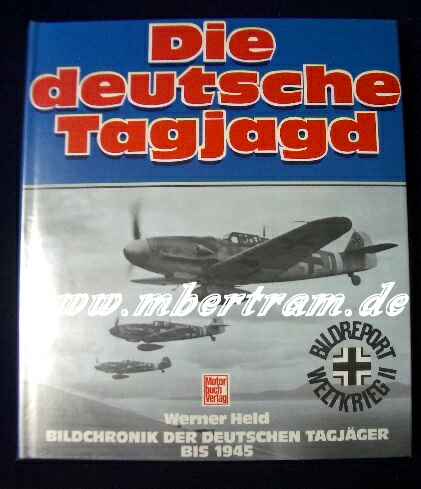 Die
deutsche
Tagjagd
www.mbertram.de
BILDREPORT
WELTKRIEG II
Motor
buch
Verlag
Werner Held
BILDCHRONIK DER DEUTSCHEN TAGJÄGER
BIS 1945